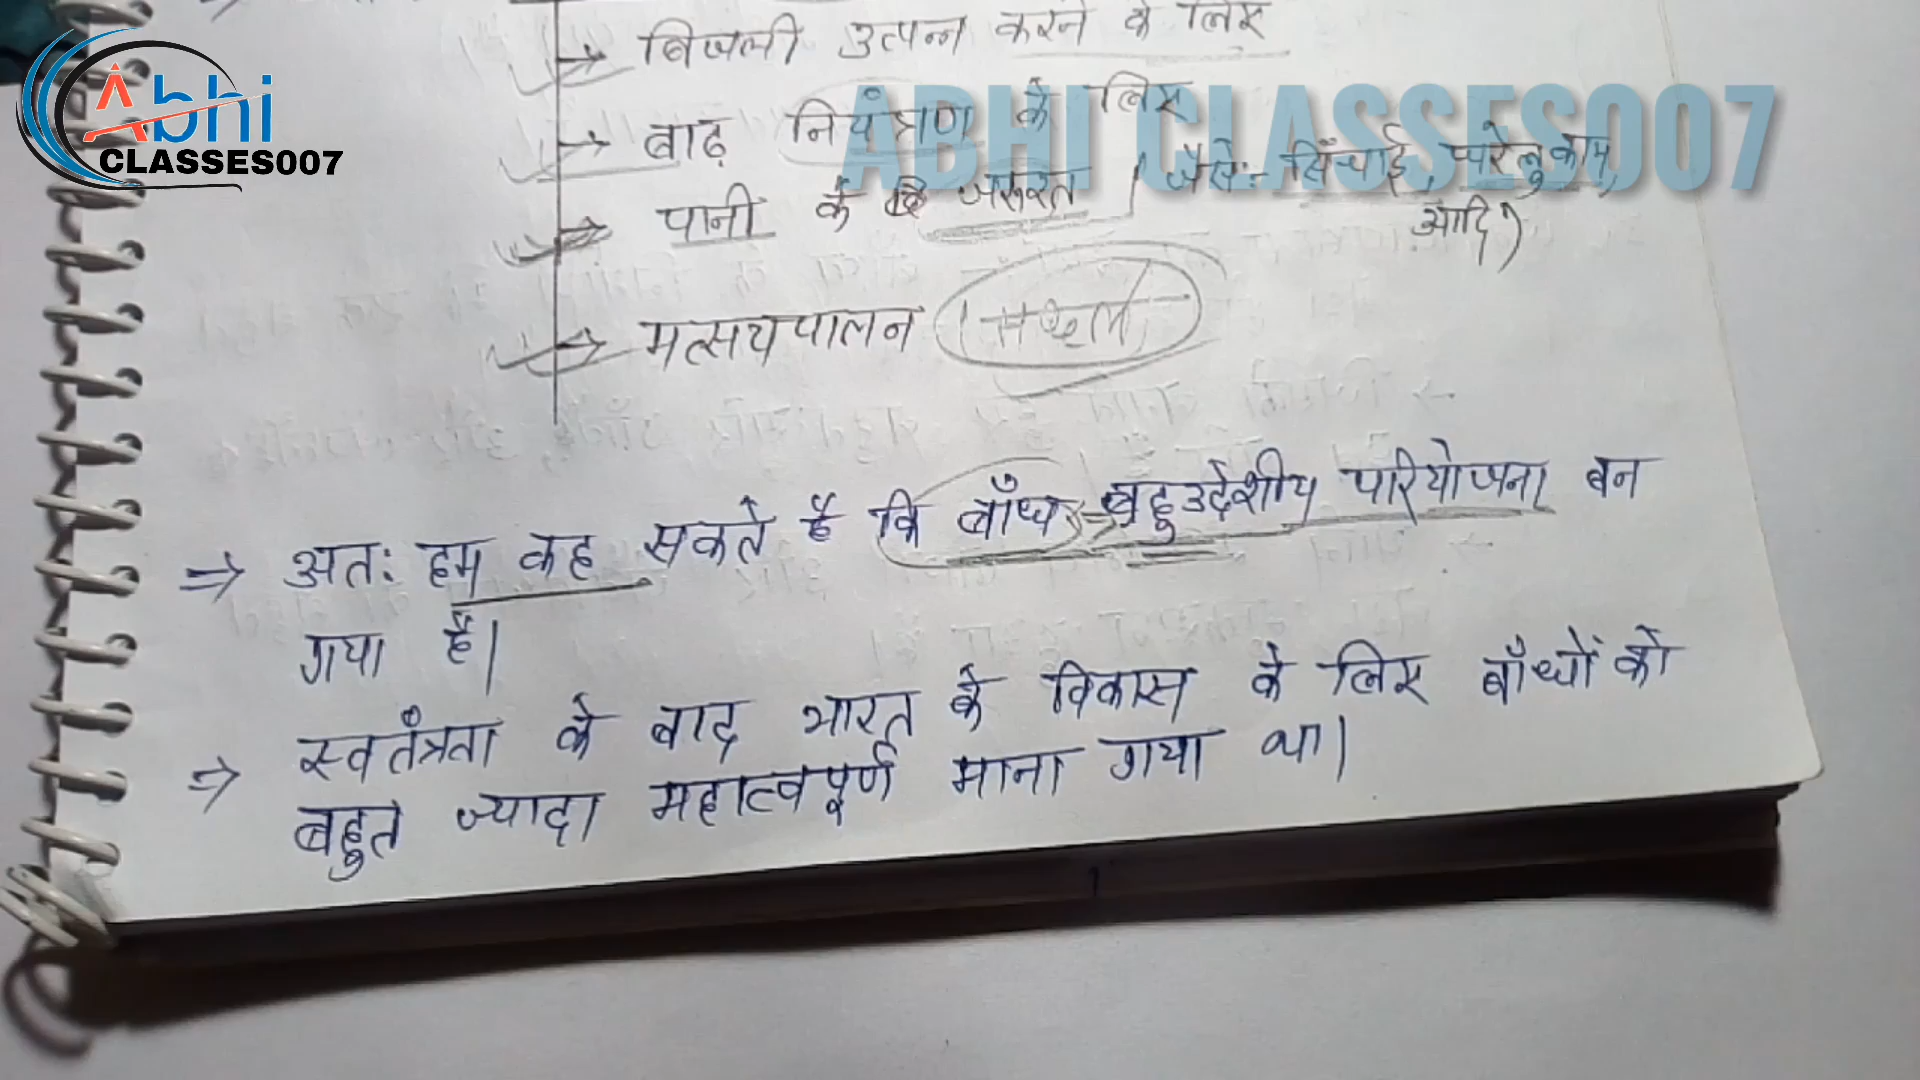 → बिजली उत्पन्न करने के लिए
Abhi
CLASSES007
ABHI CLASSES007
→ बाढ़ नियंत्रण के लिए
→ पानी के जरूरत (जैसे:- सिंचाई, घरेलु काम,
आदि)
→ मत्सयपालन
⇒ अत: हम कह सकते है कि बाँध बहुउद्देशीय परियोजना बन
गया है।
⇒ स्वतंत्रता के बाद भारत के विकास के लिए बाँधों को
बहुत ज्यादा महात्वपूर्ण माना गया था।